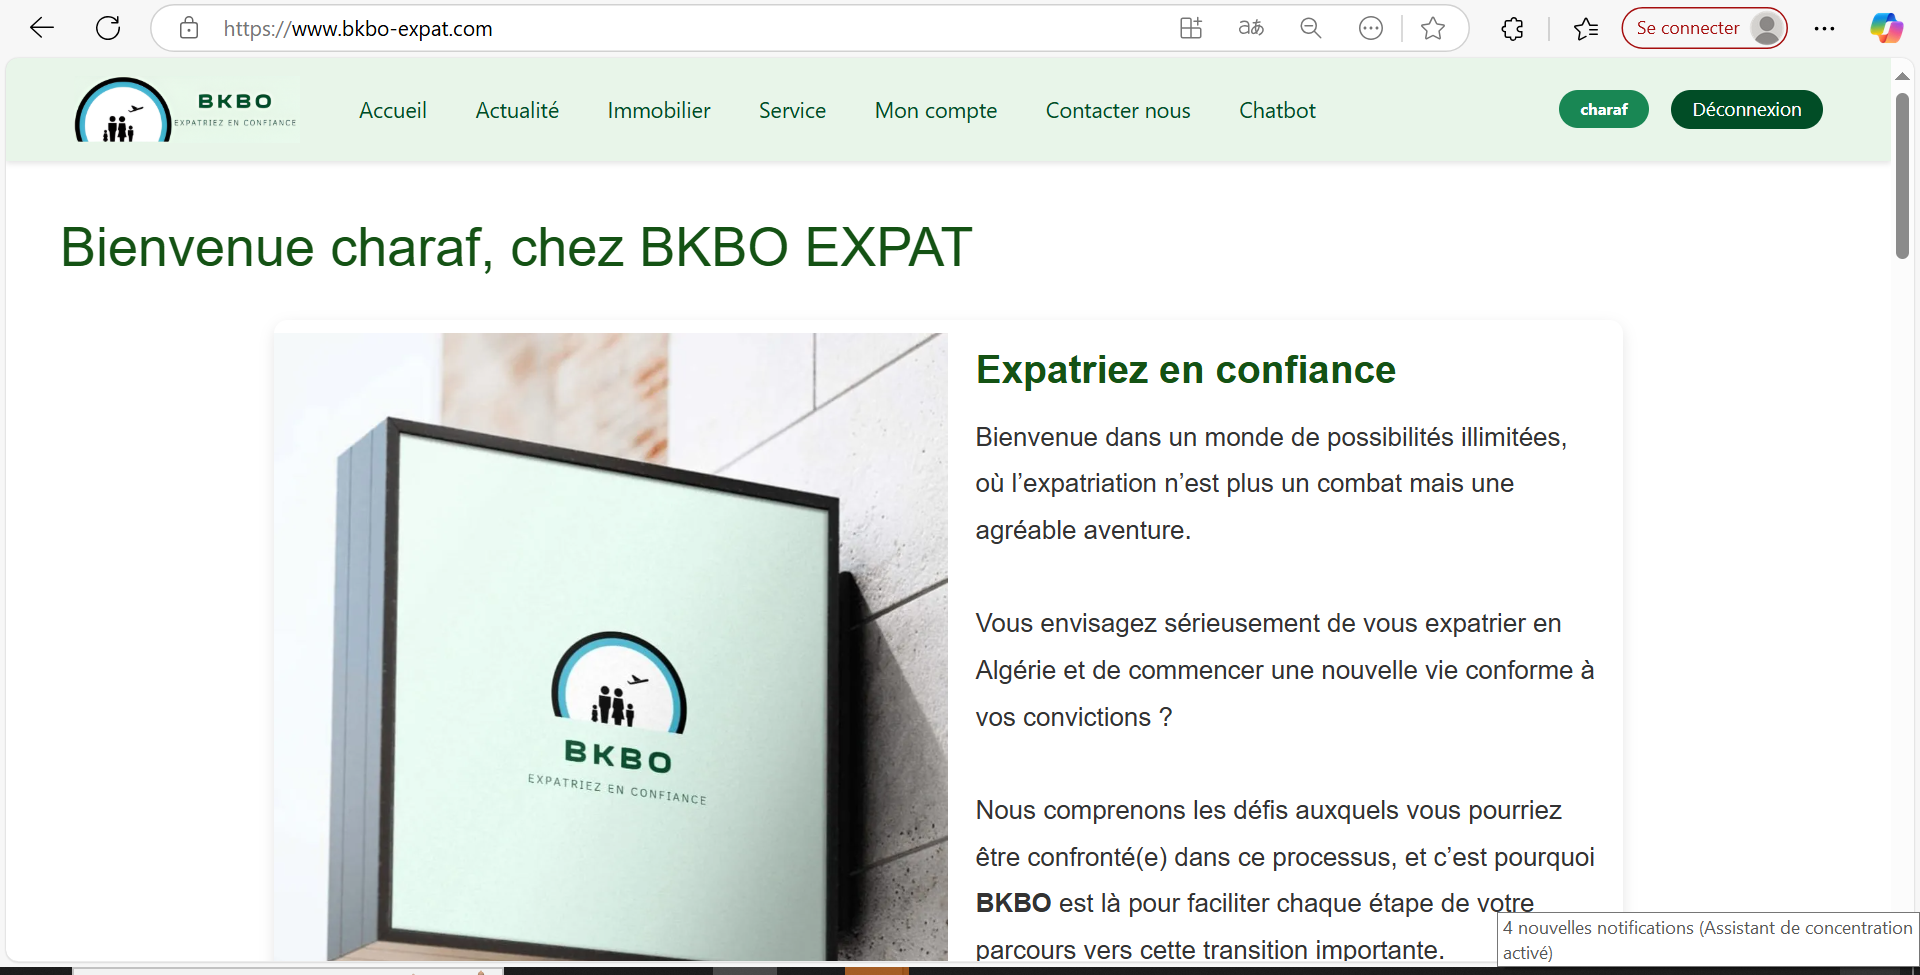 https://www.bkbo-expat.com
aあ
Se connecter
BKBO
EXPATRIEZ EN CONFIANCE
Accueil
Actualité
Immobilier
Service
Mon compte
Contacter nous
Chatbot
charaf
Déconnexion
Bienvenue charaf, chez BKBO EXPAT
BKBO
EXPATRIEZ EN CONFIANCE
Expatriez en confiance
Bienvenue dans un monde de possibilités illimitées,
où l’expatriation n’est plus un combat mais une
agréable aventure.
Vous envisagez sérieusement de vous expatrier en
Algérie et de commencer une nouvelle vie conforme à
vos convictions ?
Nous comprenons les défis auxquels vous pourriez
être confronté(e) dans ce processus, et c’est pourquoi
BKBO est là pour faciliter chaque étape de votre
parcours vers cette transition importante.
4 nouvelles notifications (Assistant de concentration
activé)